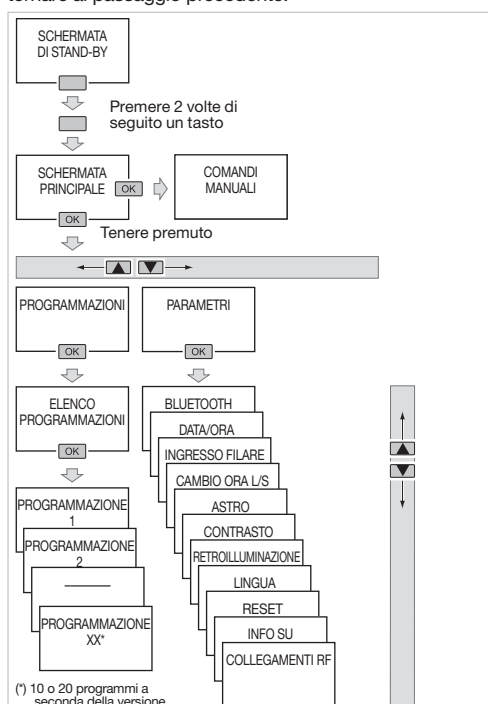 tornare al passaggio precedente.
SCHERMATA
DI STAND-BY
Premere 2 volte di
seguito un tasto
SCHERMATA
PRINCIPALE
OK
COMANDI
MANUALI
OK
Tenere premuto
PROGRAMMAZIONI
OK
PARAMETRI
OK
ELENCO
PROGRAMMAZIONI
OK
PROGRAMMAZIONE
1
PROGRAMMAZIONE
2
PROGRAMMAZIONE
XX*
BLUETOOTH
DATA/ORA
INGRESSO FILARE
CAMBIO ORA L/S
ASTRO
CONTRASTO
RETROILLUMINAZIONE
LINGUA
RESET
INFO SU
COLLEGAMENTI RF
(*) 10 o 20 programmi a
seconda della versione